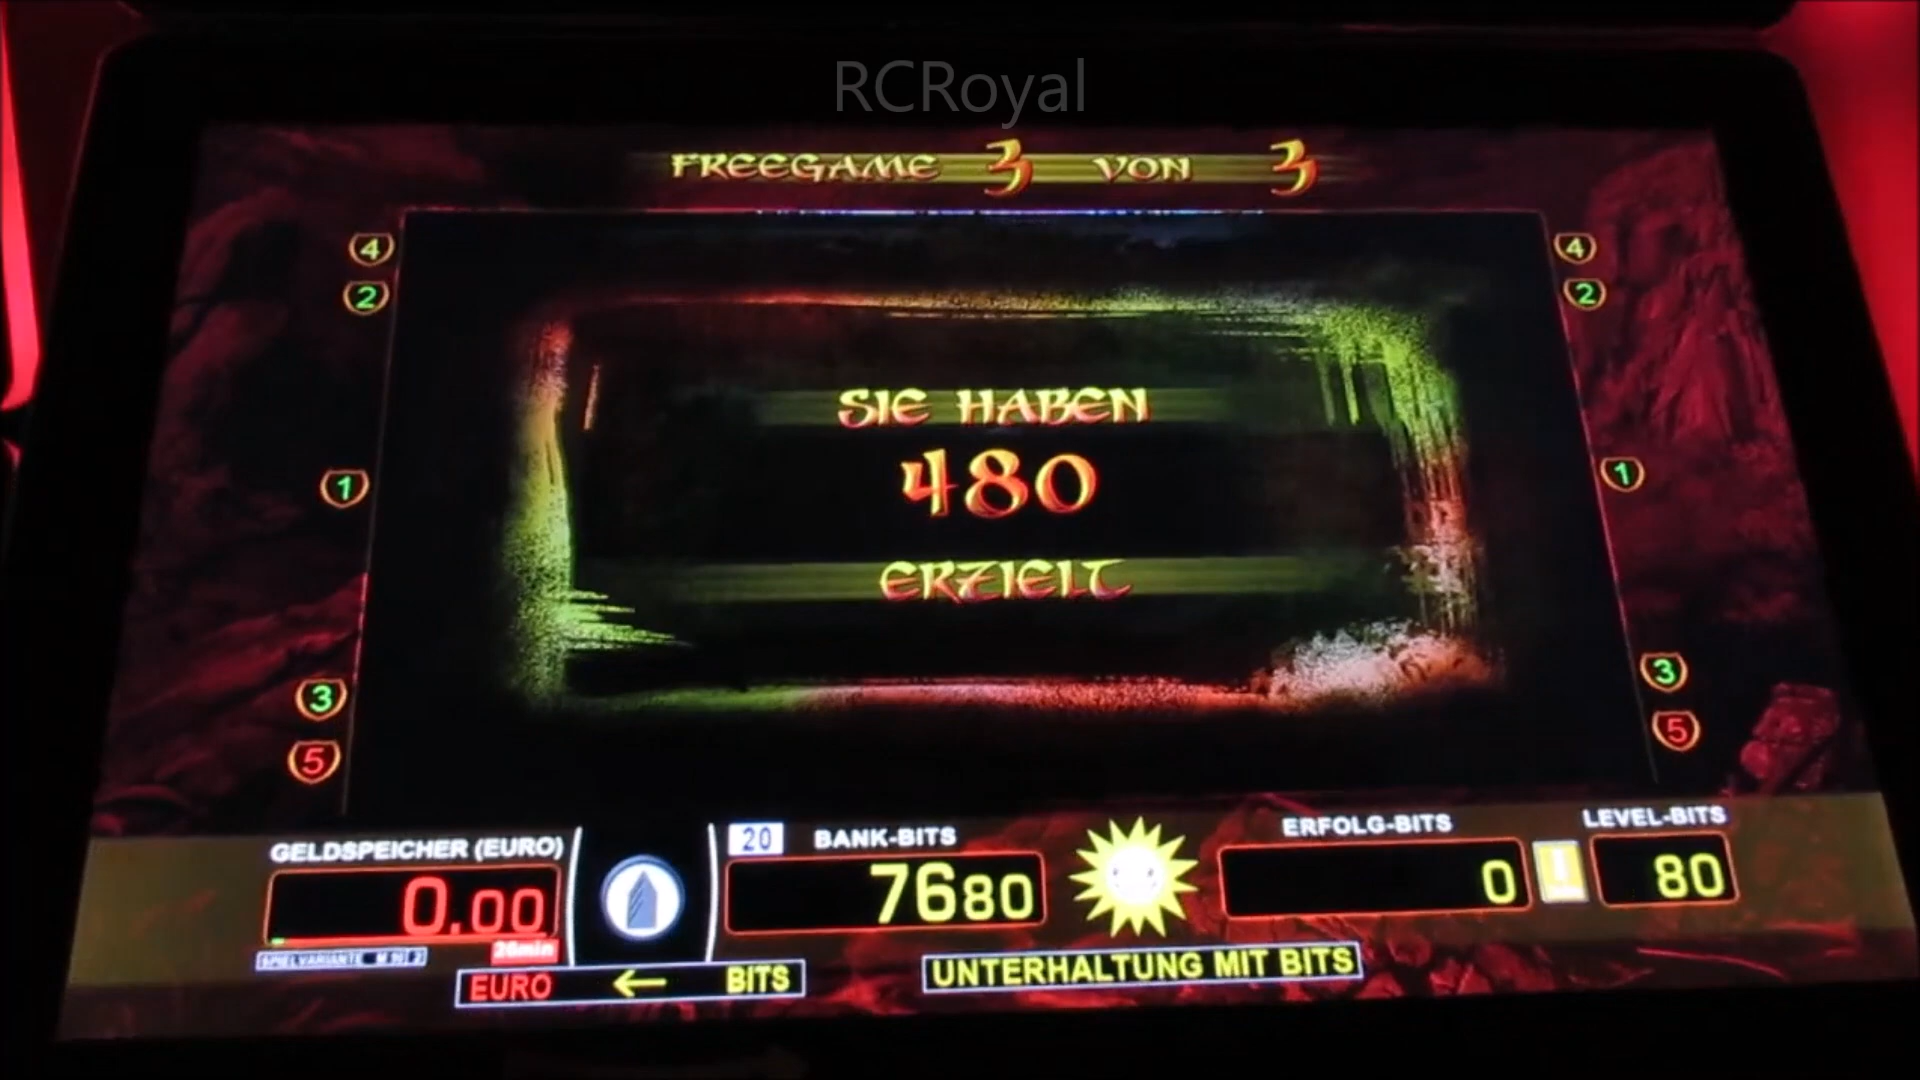 RCRoyal
FREEGAME 3 VON 3
4 4
2 2
SIE HABEN
480
1 1
ERZIELT
3 3
5 5
GELDSPEICHER (EURO) 20 BANK-BITS ERFOLG-BITS LEVEL-BITS
0.00 7680 0 80
26min
SPIELVARIANTE
EURO ← BITS UNTERHALTUNG MIT BITS